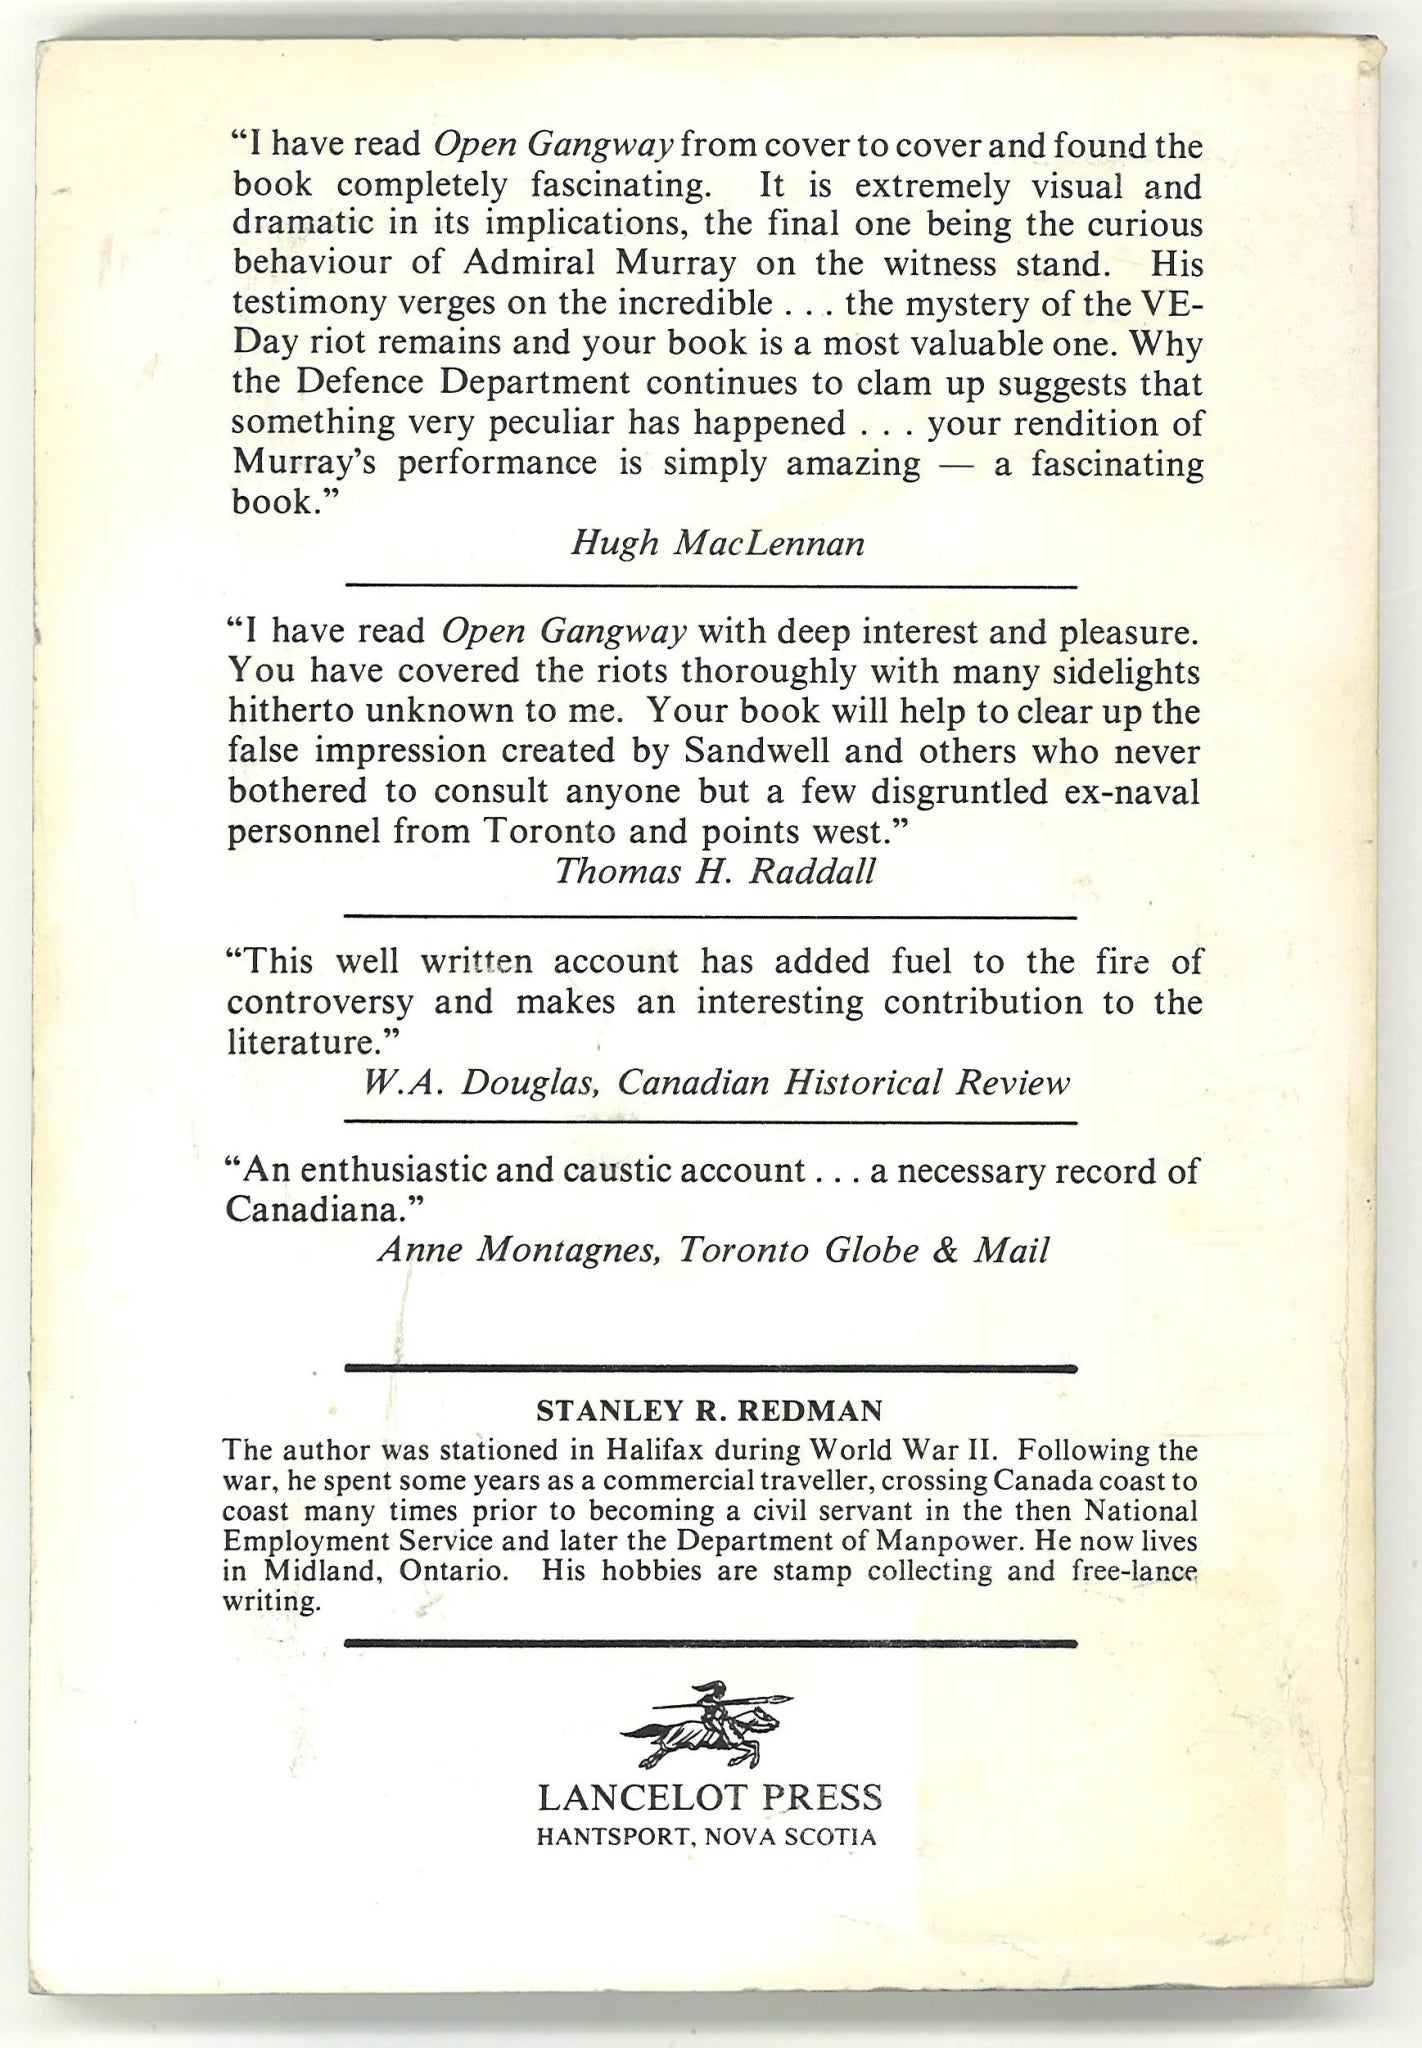 “I have read Open Gangway from cover to cover and found the
book completely fascinating. It is extremely visual and
dramatic in its implications, the final one being the curious
behaviour of Admiral Murray on the witness stand. His
testimony verges on the incredible . . . the mystery of the VE-
Day riot remains and your book is a most valuable one. Why
the Defence Department continues to clam up suggests that
something very peculiar has happened . . . your rendition of
Murray’s performance is simply amazing — a fascinating
book.”
Hugh MacLennan
“I have read Open Gangway with deep interest and pleasure.
You have covered the riots thoroughly with many sidelights
hitherto unknown to me. Your book will help to clear up the
false impression created by Sandwell and others who never
bothered to consult anyone but a few disgruntled ex-naval
personnel from Toronto and points west.”
Thomas H. Raddall
“This well written account has added fuel to the fire of
controversy and makes an interesting contribution to the
literature.”
W.A. Douglas, Canadian Historical Review
“An enthusiastic and caustic account . . . a necessary record of
Canadiana.”
Anne Montagnes, Toronto Globe & Mail
STANLEY R. REDMAN
The author was stationed in Halifax during World War II. Following the
war, he spent some years as a commercial traveller, crossing Canada coast to
coast many times prior to becoming a civil servant in the then National
Employment Service and later the Department of Manpower. He now lives
in Midland, Ontario. His hobbies are stamp collecting and free-lance
writing.
LANCELOT PRESS
HANTSPORT, NOVA SCOTIA